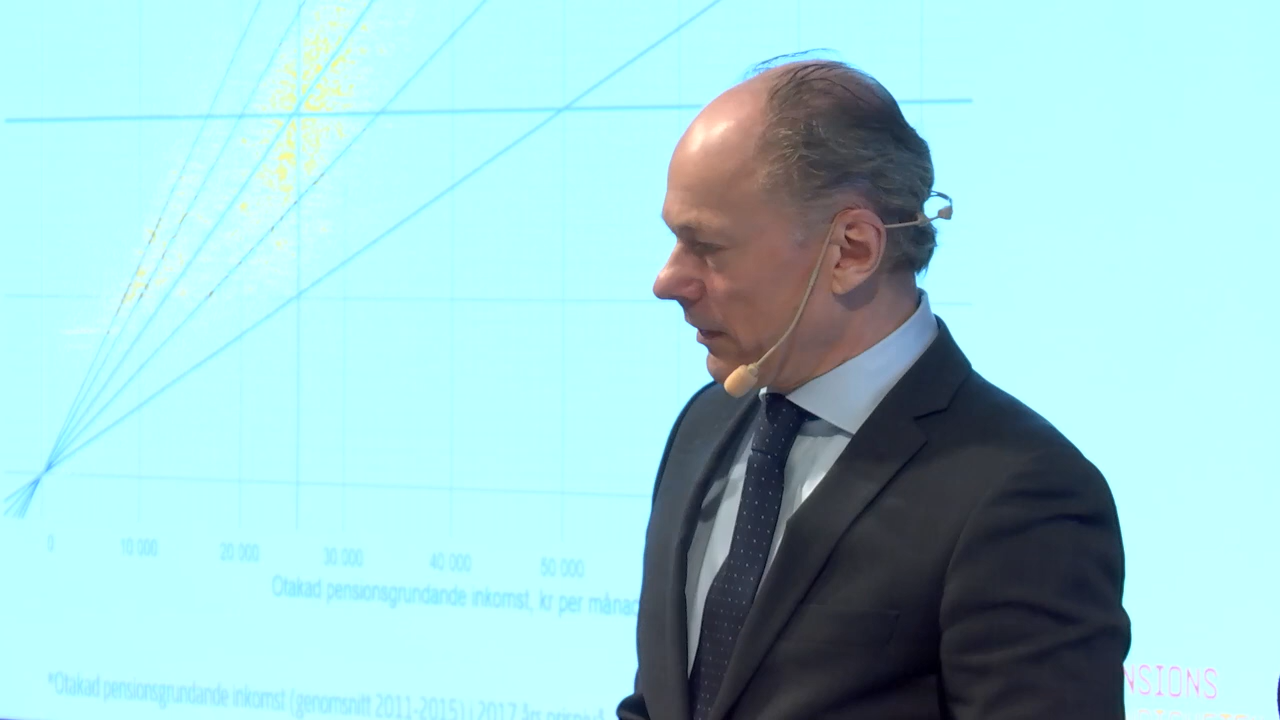 0 10 000 20 000 30 000 40 000 50 000
Otakad pensionsgrundande inkomst, kr per månad
*Otakad pensionsgrundande inkomst (genomsnitt 2011-2015) i 2017 års prisnivå
NSIONS